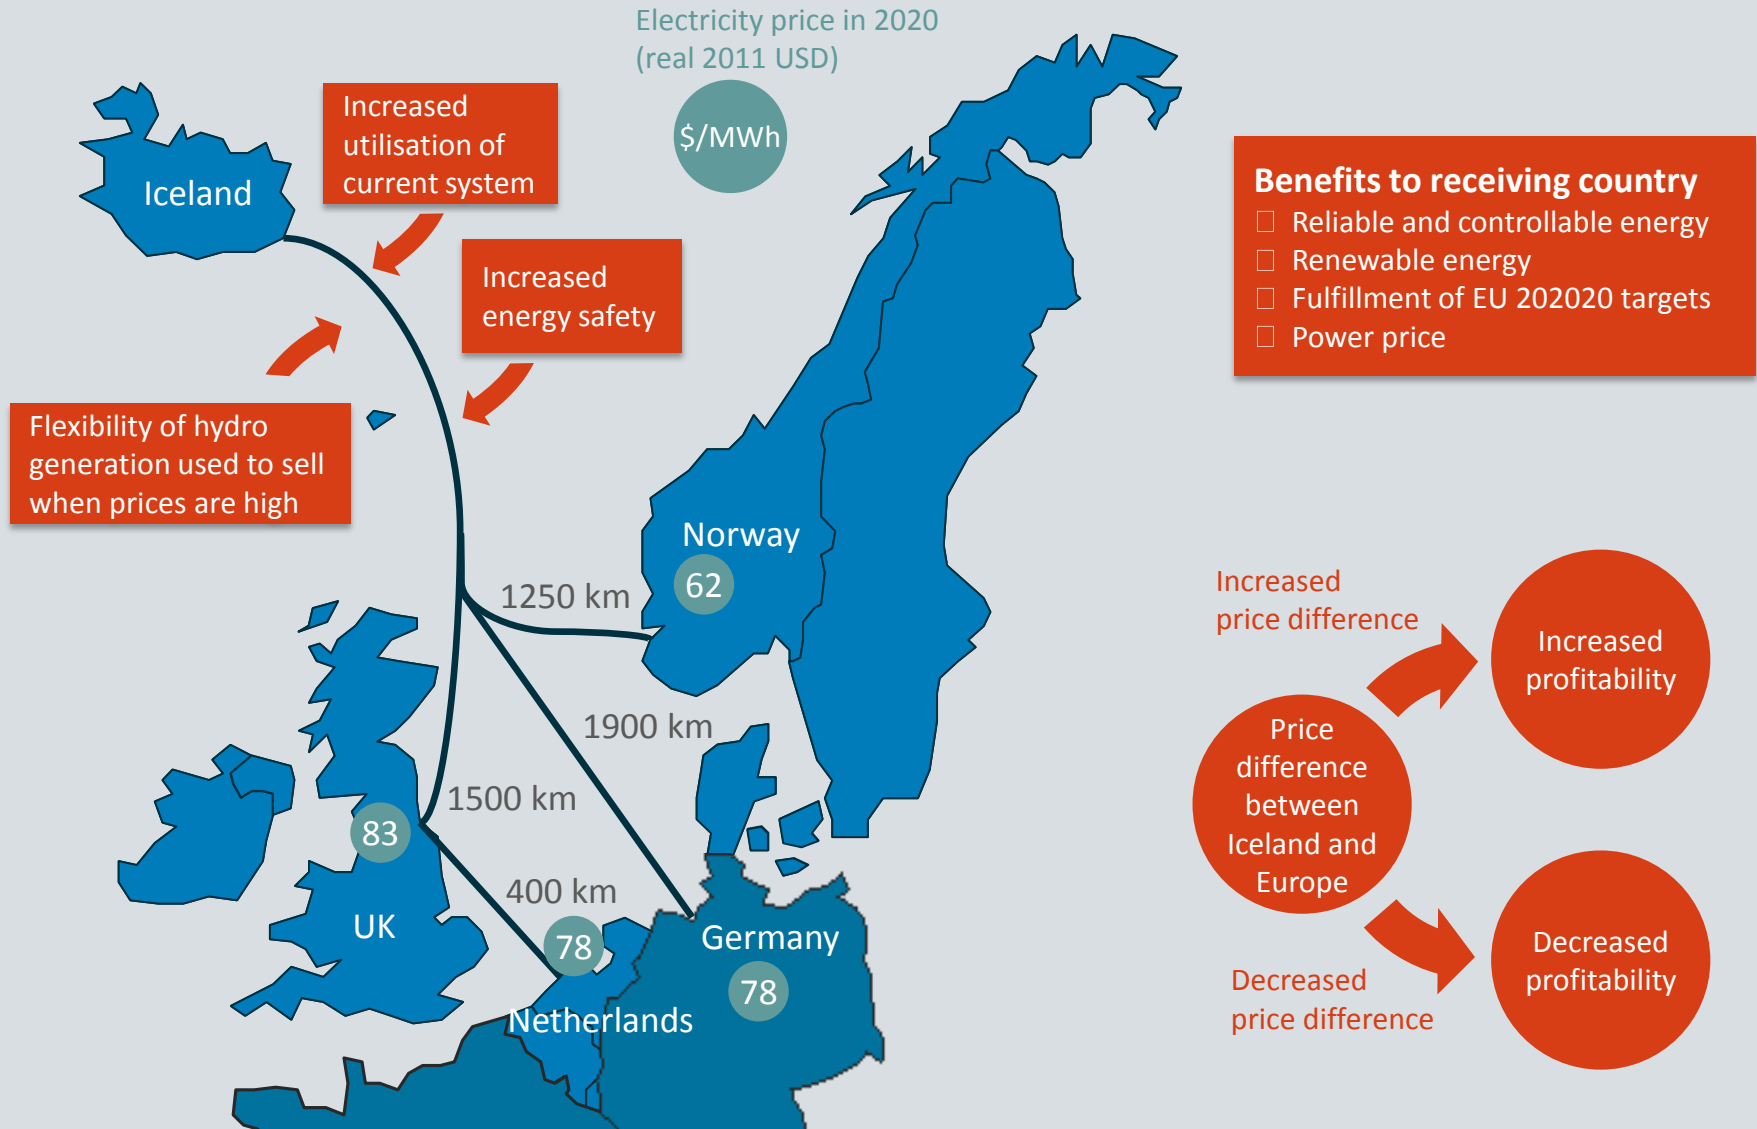 Electricity price in 2020
(real 2011 USD)
$/MWh
Iceland
Increased
utilisation of
current system
Increased
energy safety
Flexibility of hydro
generation used to sell
when prices are high
Benefits to receiving country
Reliable and controllable energy
Renewable energy
Fulfillment of EU 202020 targets
Power price
Norway
62
1250 km
1900 km
1500 km
83
400 km
UK
78
Germany
78
Netherlands
Increased
price difference
Increased
profitability
Price
difference
between
Iceland and
Europe
Decreased
price difference
Decreased
profitability